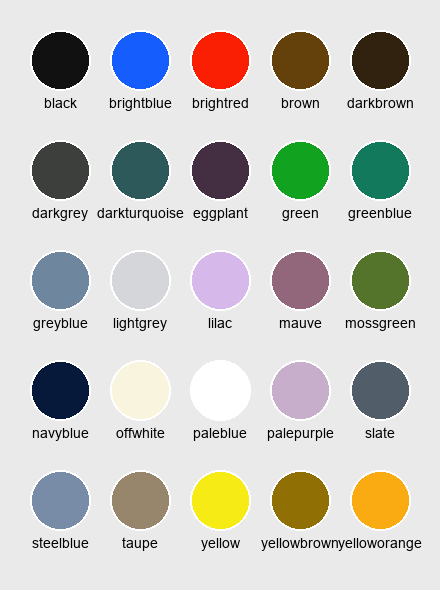 black brightblue brightred brown darkbrown
darkgrey darkturquoise eggplant green greenblue
greyblue lightgrey lilac mauve mossgreen
navyblue offwhite paleblue palepurple slate
steelblue taupe yellow yellowbrown yelloworange